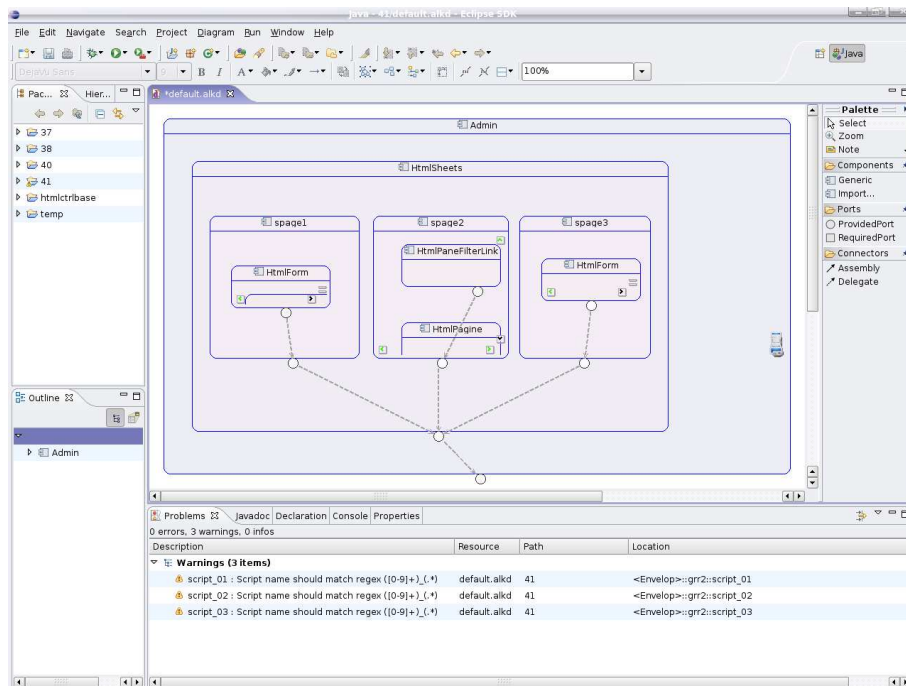 Java - 41/default.alkd - Eclipse SDK
File Edit Navigate Search Project Diagram Run Window Help
Java
DejaVu Sans 9 B I A 100%
Pac... Hier...
*default.alkd
37
38
40
41
htmlctrlbase
temp
Admin
HtmlSheets
spage1
spage2
spage3
HtmlForm
HtmlPaneFilterLink
HtmlForm
HtmlPagine
Palette
Select
Zoom
Note
Components
Generic
Import...
Ports
ProvidedPort
RequiredPort
Connectors
Assembly
Delegate
Outline
Admin
Problems Javadoc Declaration Console Properties
0 errors, 3 warnings, 0 infos
Description Resource Path Location
Warnings (3 items)
script_01 : Script name should match regex ([0-9]+)_(.*) default.alkd 41 <Envelop>::grr2::script_01
script_02 : Script name should match regex ([0-9]+)_(.*) default.alkd 41 <Envelop>::grr2::script_02
script_03 : Script name should match regex ([0-9]+)_(.*) default.alkd 41 <Envelop>::grr2::script_03